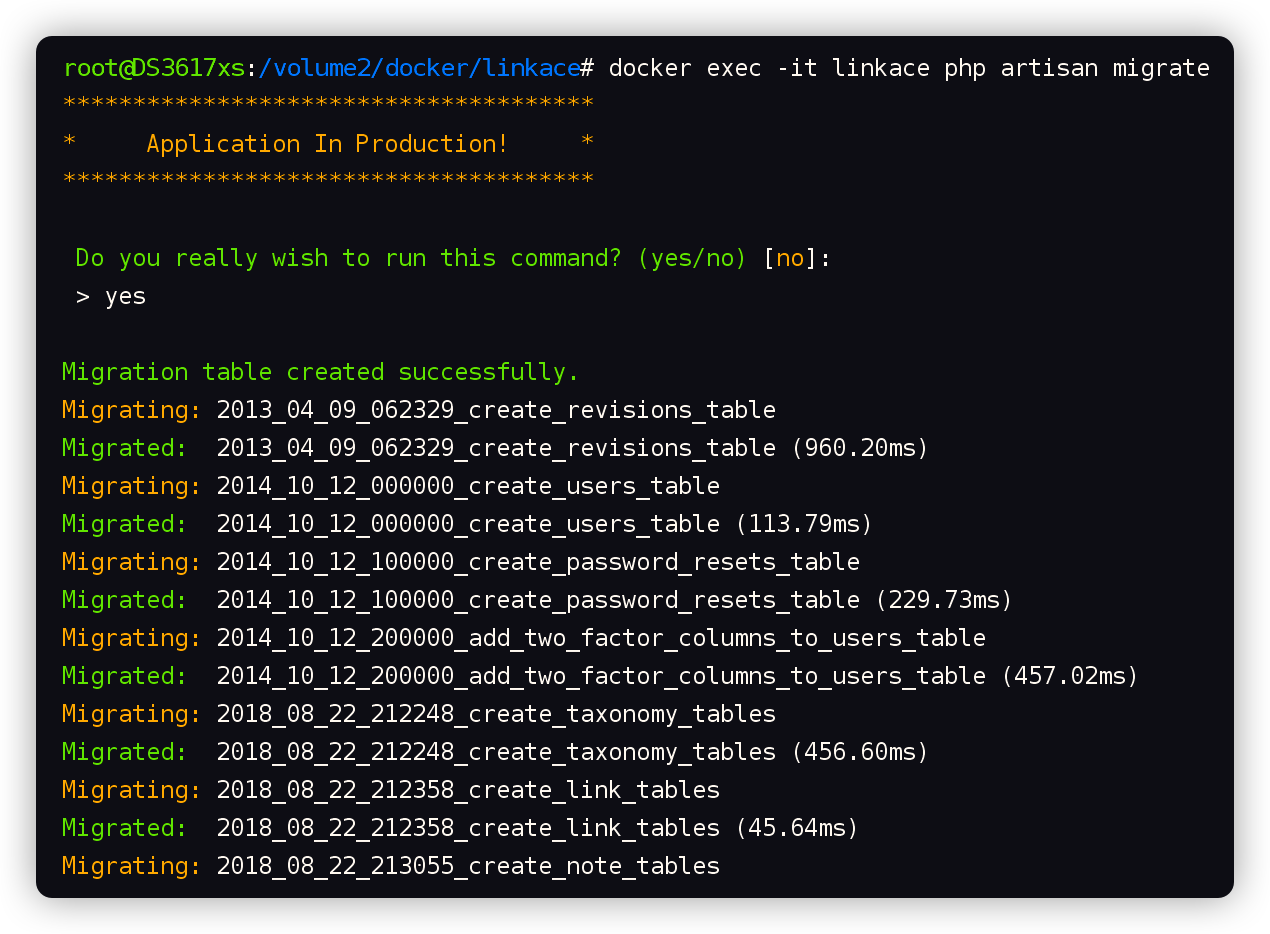 root@DS3617xs:/volume2/docker/linkace# docker exec -it linkace php artisan migrate
**************************************
*     Application In Production!     *
**************************************
Do you really wish to run this command? (yes/no) [no]:
> yes
Migration table created successfully.
Migrating: 2013_04_09_062329_create_revisions_table
Migrated:  2013_04_09_062329_create_revisions_table (960.20ms)
Migrating: 2014_10_12_000000_create_users_table
Migrated:  2014_10_12_000000_create_users_table (113.79ms)
Migrating: 2014_10_12_100000_create_password_resets_table
Migrated:  2014_10_12_100000_create_password_resets_table (229.73ms)
Migrating: 2014_10_12_200000_add_two_factor_columns_to_users_table
Migrated:  2014_10_12_200000_add_two_factor_columns_to_users_table (457.02ms)
Migrating: 2018_08_22_212248_create_taxonomy_tables
Migrated:  2018_08_22_212248_create_taxonomy_tables (456.60ms)
Migrating: 2018_08_22_212358_create_link_tables
Migrated:  2018_08_22_212358_create_link_tables (45.64ms)
Migrating: 2018_08_22_213055_create_note_tables